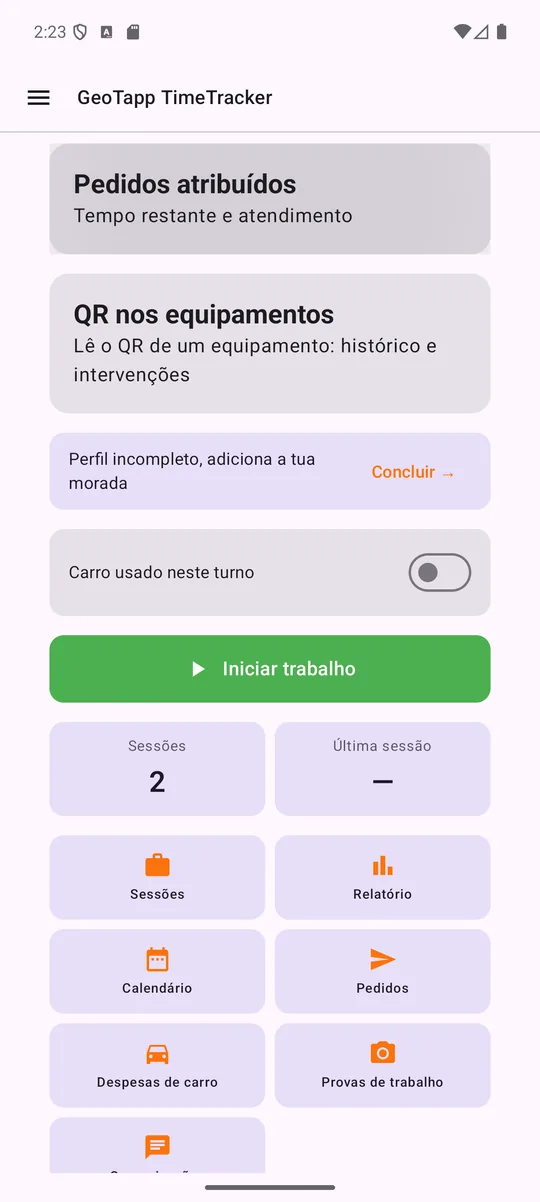 2:23
GeoTapp TimeTracker
Pedidos atribuídos
Tempo restante e atendimento
QR nos equipamentos
Lê o QR de um equipamento: histórico e
intervenções
Perfil incompleto, adiciona a tua
morada
Concluir →
Carro usado neste turno
Iniciar trabalho
Sessões
Última sessão
2
—
Sessões
Relatório
Calendário
Pedidos
Despesas de carro
Provas de trabalho